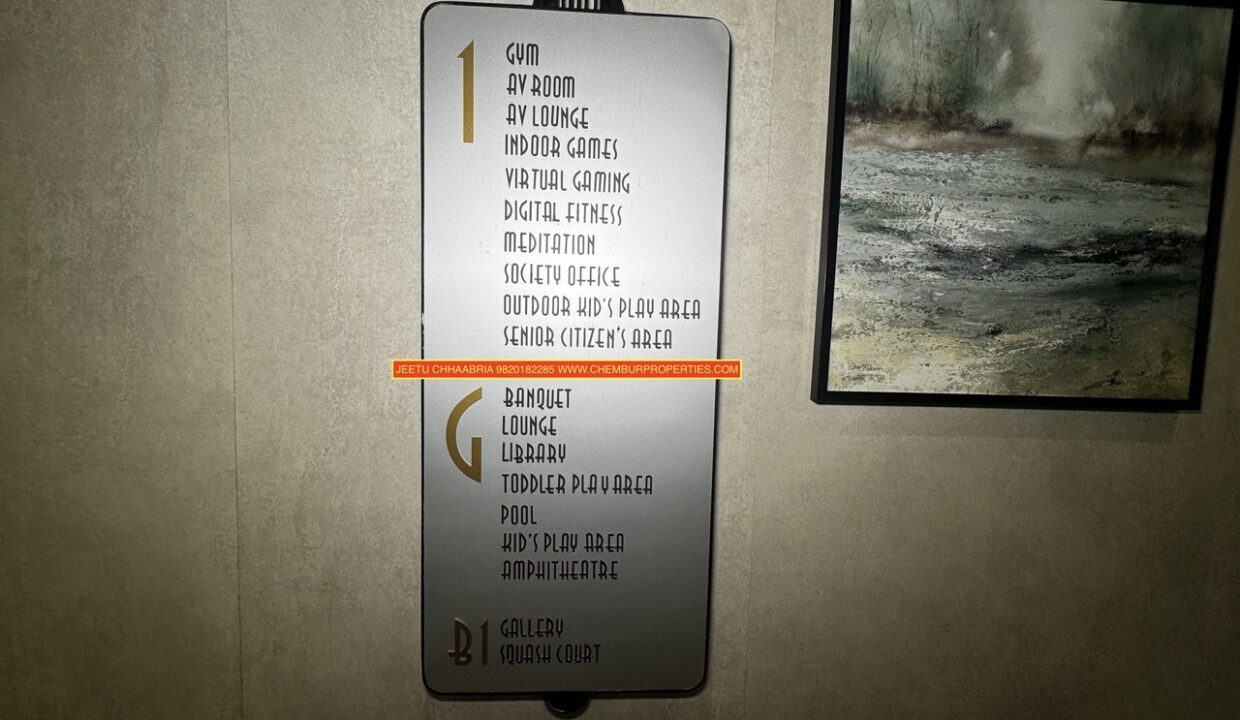 1
GYM
AV ROOM
AV LOUNGE
INDOOR GAMES
VIRTUAL GAMING
DIGITAL FITNESS
MEDITATION
SOCIETY OFFICE
OUTDOOR KID'S PLAY AREA
SENIOR CITIZEN'S AREA
JEETU CHHAABRIA 9820182285 WWW.CHEMBURPROPERTIES.COM
G
BANQUET
LOUNGE
LIBRARY
TODDLER PLAY AREA
POOL
KID'S PLAY AREA
AMPHITHEATRE
B1
GALLERY
SQUASH COURT